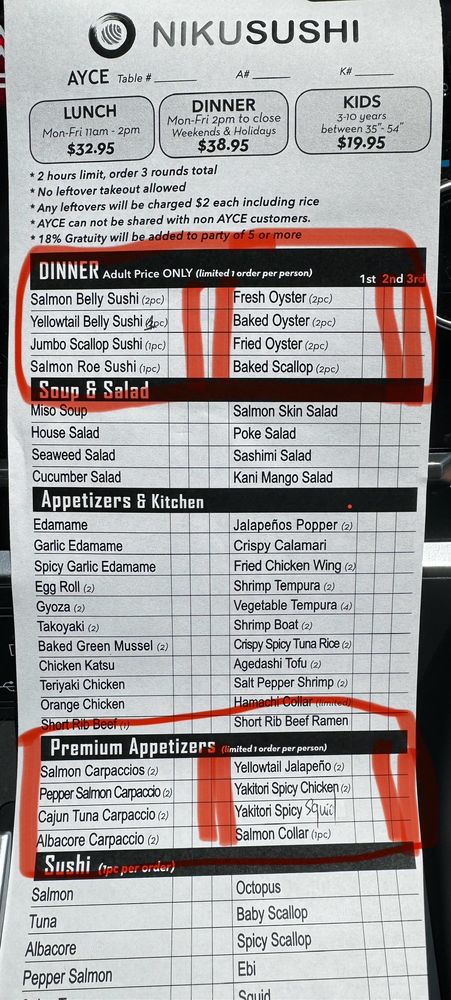 NIKUSUSHI
AYCE Table # A# K#
LUNCH
Mon-Fri 11am - 2pm
$32.95
DINNER
Mon-Fri 2pm to close
Weekends & Holidays
$38.95
KIDS
3-10 years
between 35"- 54"
$19.95
* 2 hours limit, order 3 rounds total
* No leftover takeout allowed
* Any leftovers will be charged $2 each including rice
* AYCE can not be shared with non AYCE customers.
* 18% Gratuity will be added to party of 5 or more
DINNER Adult Price ONLY (limited 1 order per person) 1st 2nd 3rd
Salmon Belly Sushi (2pc) Fresh Oyster (2pc)
Yellowtail Belly Sushi pc) Baked Oyster (2pc)
Jumbo Scallop Sushi (1pc) Fried Oyster (2pc)
Salmon Roe Sushi (1pc) Baked Scallop (2pc)
Soup & Salad
Miso Soup Salmon Skin Salad
House Salad Poke Salad
Seaweed Salad Sashimi Salad
Cucumber Salad Kani Mango Salad
Appetizers & Kitchen
Edamame Jalapeños Popper (2)
Garlic Edamame Crispy Calamari
Spicy Garlic Edamame Fried Chicken Wing (2)
Egg Roll (2) Shrimp Tempura (2)
Gyoza (2) Vegetable Tempura (4)
Takoyaki (2) Shrimp Boat (2)
Baked Green Mussel (2) Crispy Spicy Tuna Rice (2)
Chicken Katsu Agedashi Tofu (2)
Teriyaki Chicken Salt Pepper Shrimp (2)
Orange Chicken Hamachi Collar (limited)
Short Rib Beef (1) Short Rib Beef Ramen
Premium Appetizers (limited 1 order per person)
Salmon Carpaccios (2) Yellowtail Jalapeño (2)
Pepper Salmon Carpaccio (2) Yakitori Spicy Chicken (2)
Cajun Tuna Carpaccio (2) Yakitori Spicy Squid
Albacore Carpaccio (2) Salmon Collar (1pc)
Sushi (1pc per order)
Salmon Octopus
Tuna Baby Scallop
Albacore Spicy Scallop
Pepper Salmon Ebi
Squid